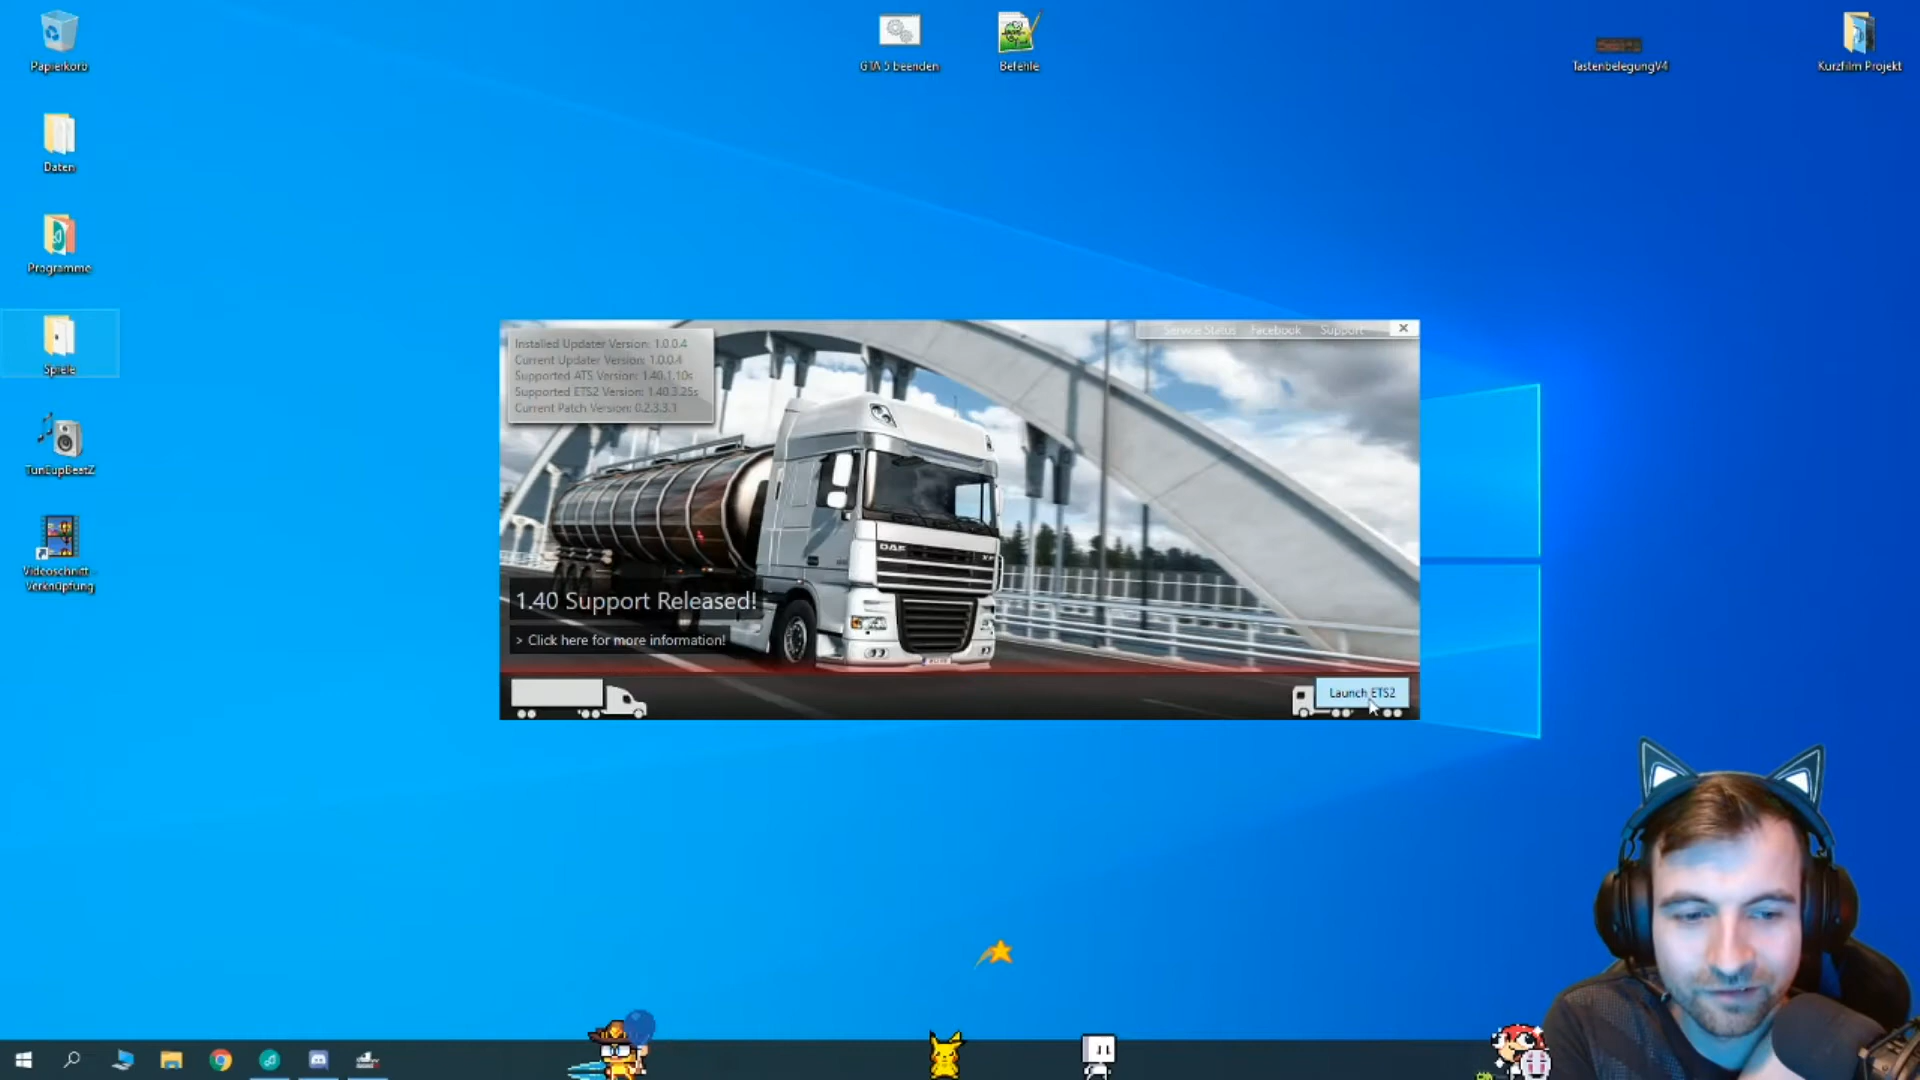 Papierkorb
GTA 5 beenden
Befehle
TastenbelegungV4
Kurzfilm Projekt
Daten
Programme
Spiele
TunEupBeatZ
Videoschnitt -
Verknüpfung
Service Status Facebook Support
Installed Updater Version: 1.0.0.4
Current Updater Version: 1.0.0.4
Supported ATS Version: 1.40.1.10s
Supported ETS2 Version: 1.40.3.25s
Current Patch Version: 0.2.3.3.1
DAF
XF
1.40 Support Released!
> Click here for more information!
Launch ETS2